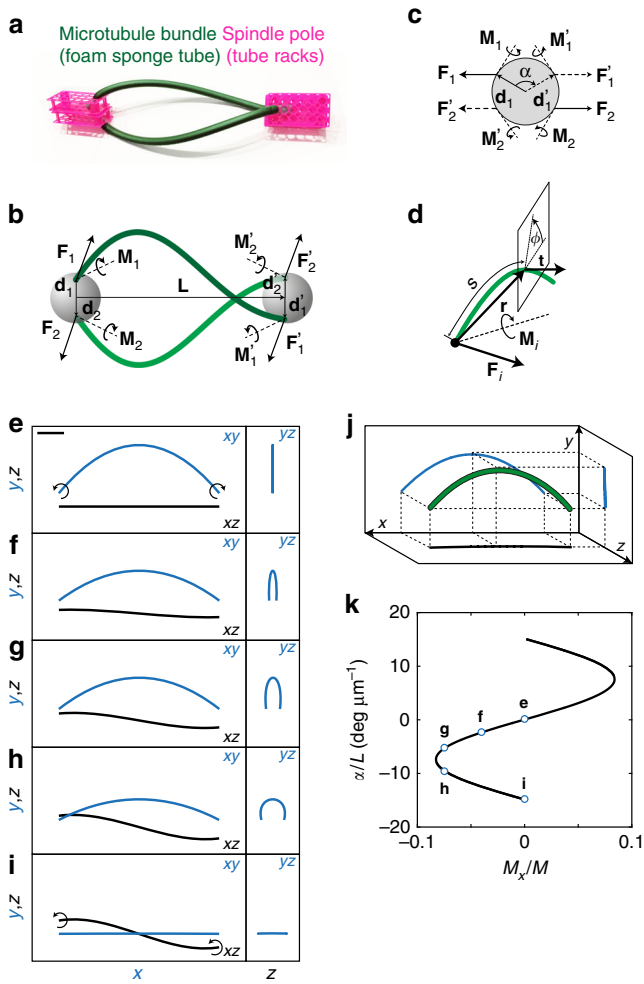 a
Microtubule bundle Spindle pole
(foam sponge tube) (tube racks)
b
F₁
M₁
d₁
d₂
F₂
M₂
L
M′₂
F′₂
d′₂
d′₁
M′₁
F′₁
c
M₁ M′₁
F₁ α F′₁
d₁ d′₁
F′₂ F₂
M′₂ M₂
d
ϕ
s
t
r
Mᵢ
Fᵢ
e
y,z
xy
xz
yz
f
xy
xz
yz
g
y,z
xy
xz
yz
h
xy
xz
yz
i
y,z
xy
xz
yz
x
z
j
y
x
z
k
α/L (deg µm⁻¹)
20
10
0
−10
−20
e
f
g
h
i
−0.1 0 0.1
Mₓ/M